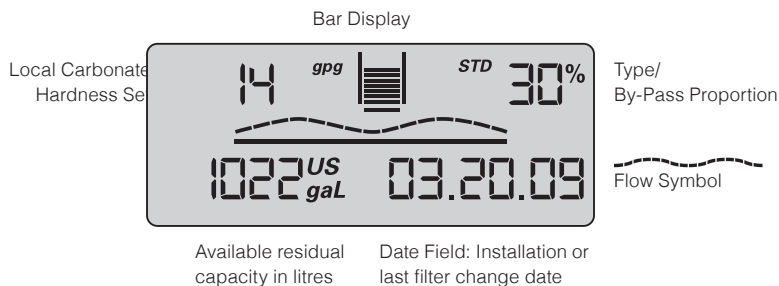 Bar Display
Local Carbonate
Hardness Se
14 gpg STD 30%
Type/
By-Pass Proportion
1022 US gaL 03.20.09
Flow Symbol
Available residual
capacity in litres
Date Field: Installation or
last filter change date